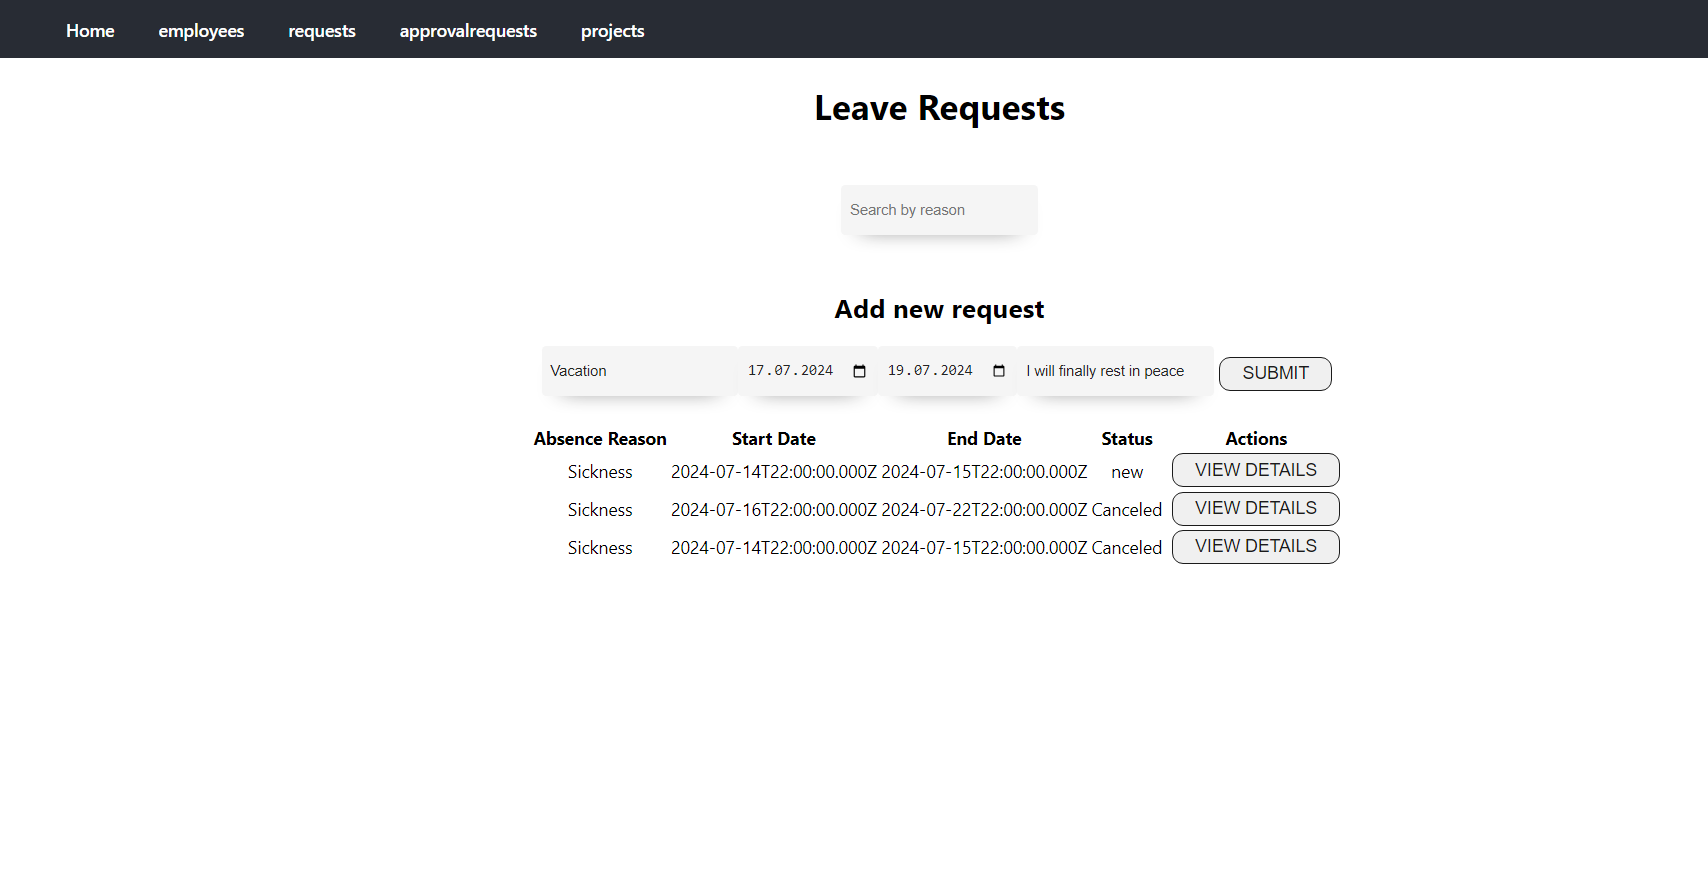 Home employees requests approvalrequests projects
Leave Requests
Search by reason
Add new request
Vacation 17.07.2024 19.07.2024 I will finally rest in peace SUBMIT
Absence Reason Start Date End Date Status Actions
Sickness 2024-07-14T22:00:00.000Z 2024-07-15T22:00:00.000Z new VIEW DETAILS
Sickness 2024-07-16T22:00:00.000Z 2024-07-22T22:00:00.000Z Canceled VIEW DETAILS
Sickness 2024-07-14T22:00:00.000Z 2024-07-15T22:00:00.000Z Canceled VIEW DETAILS